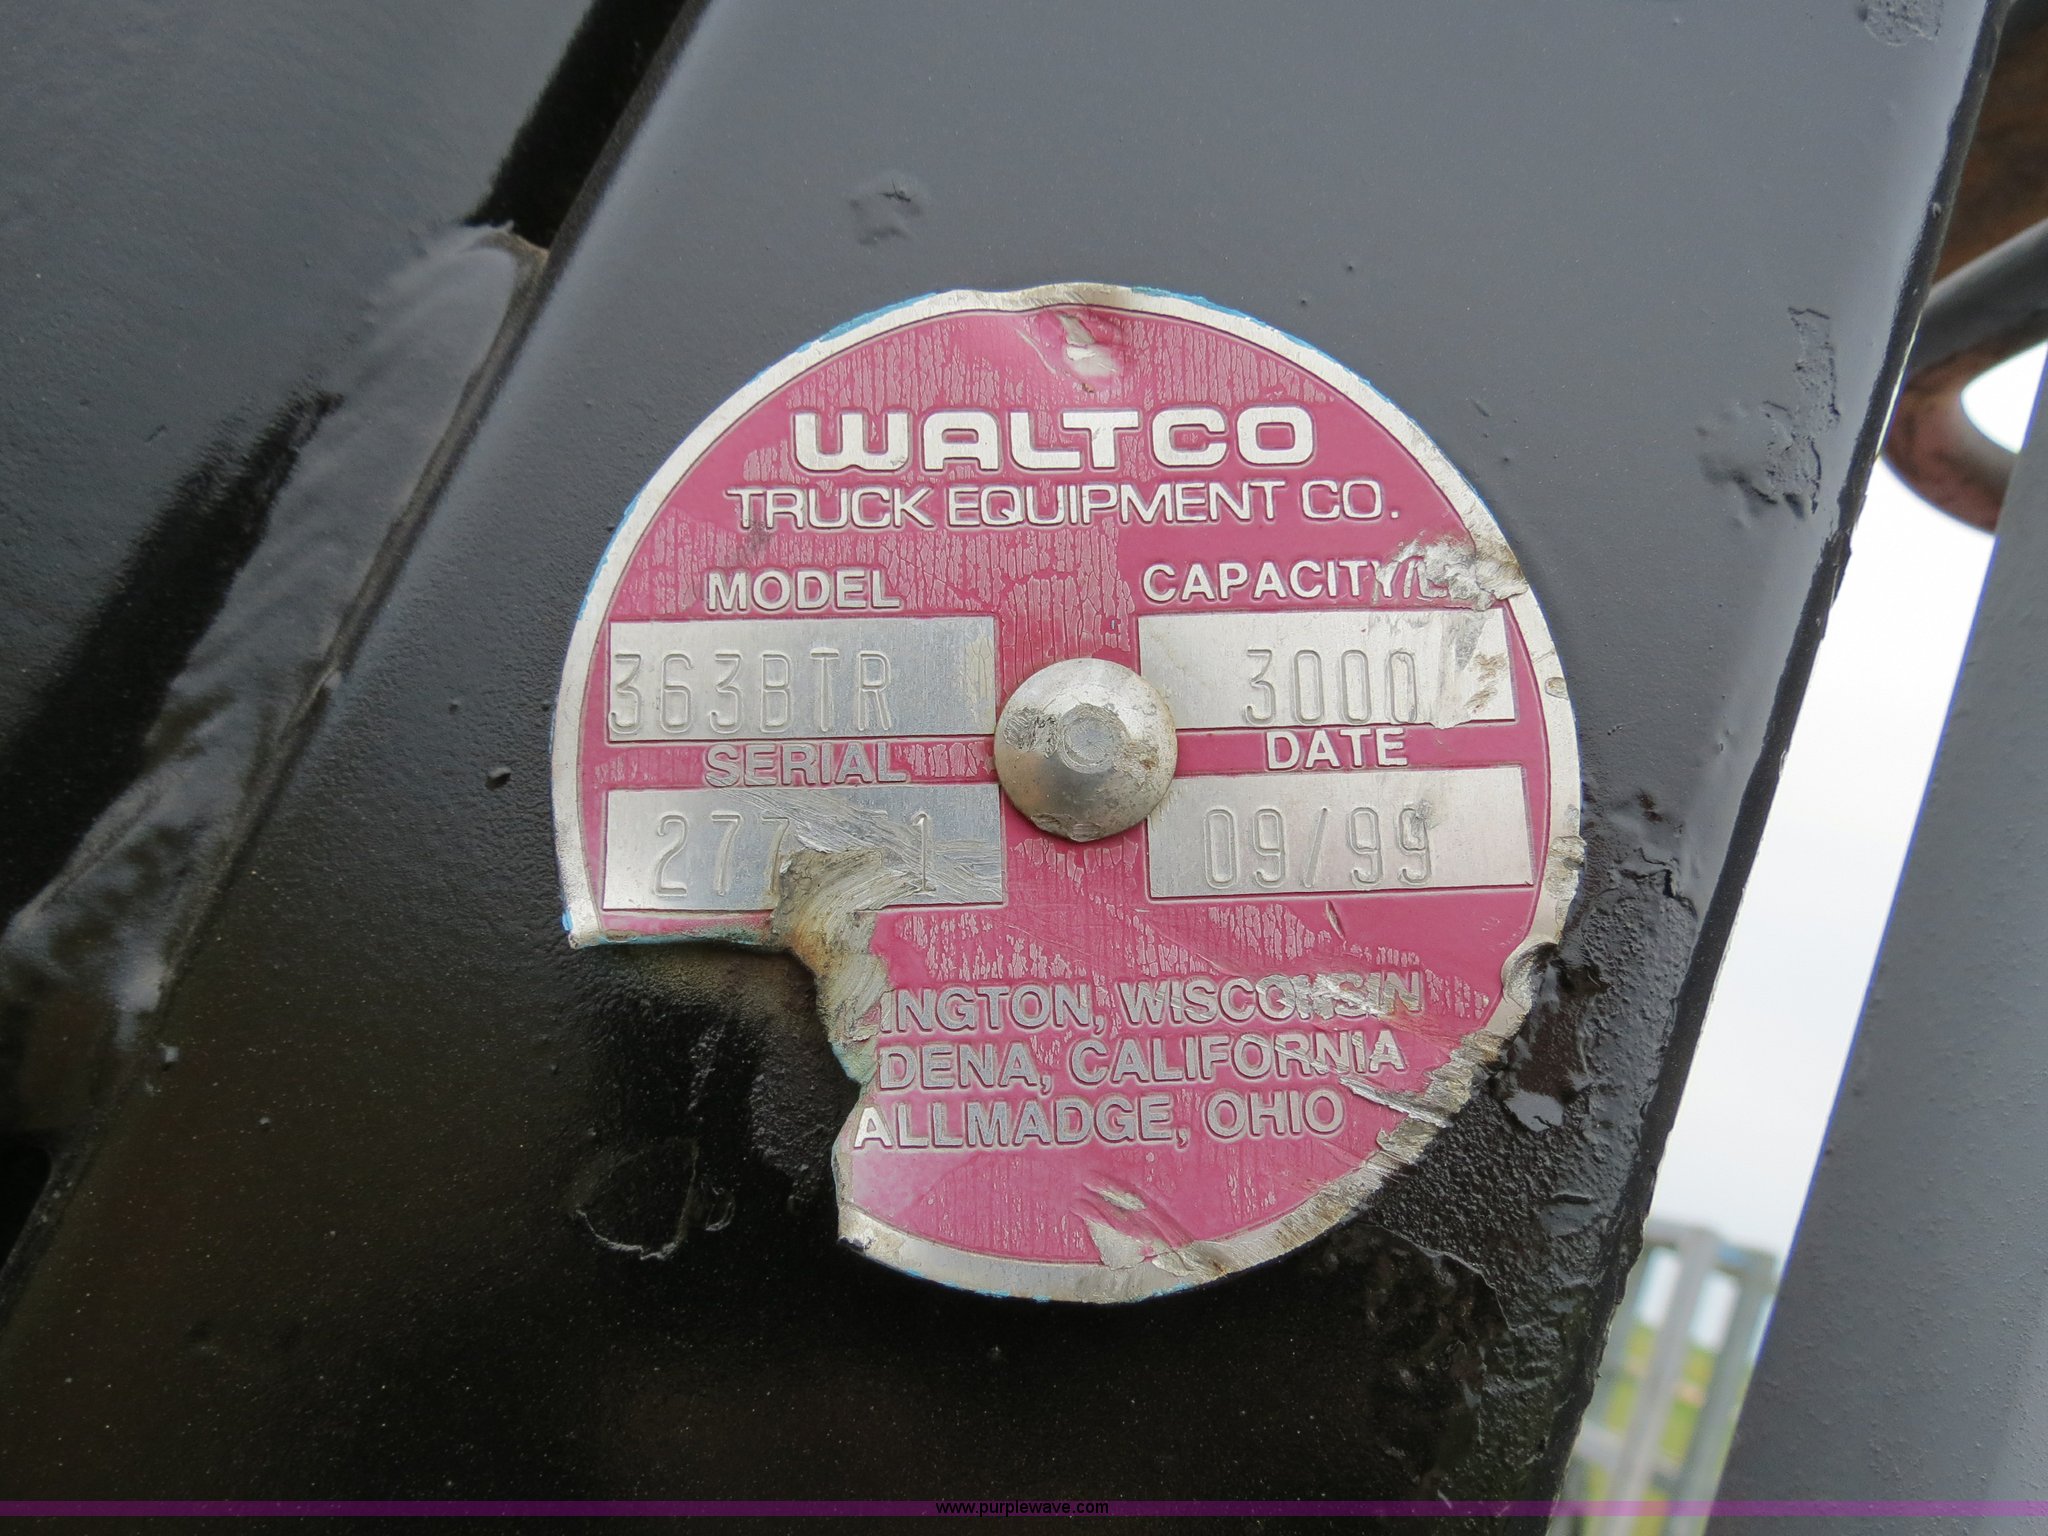 WALTCO
TRUCK EQUIPMENT CO.
MODEL CAPACITY/L
363BTR 3000
SERIAL DATE
09/99
INGTON, WISCONSIN
DENA, CALIFORNIA
ALLMADGE, OHIO
www.purplewave.com